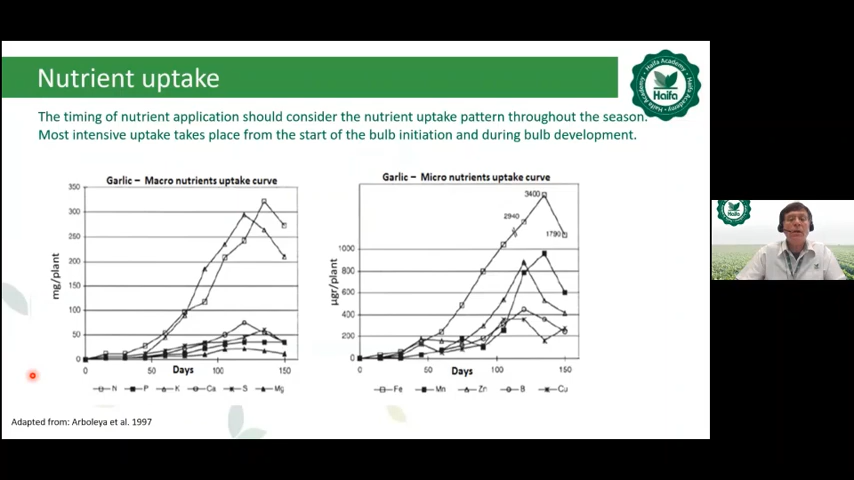 Nutrient uptake
Haifa Academy
Haifa
Haifa Academy
The timing of nutrient application should consider the nutrient uptake pattern throughout the season.
Most intensive uptake takes place from the start of the bulb initiation and during bulb development.
Garlic – Macro nutrients uptake curve
350
300
250
200
150
100
50
0
mg/plant
0
50
100
150
Days
N P K Ca S Mg
Garlic – Micro nutrients uptake curve
3400
2940
1790
1000
800
600
400
200
0
µgr/plant
0
50
100
150
Days
Fe Mn Zn B Cu
Adapted from: Arboleya et al. 1997
Haifa